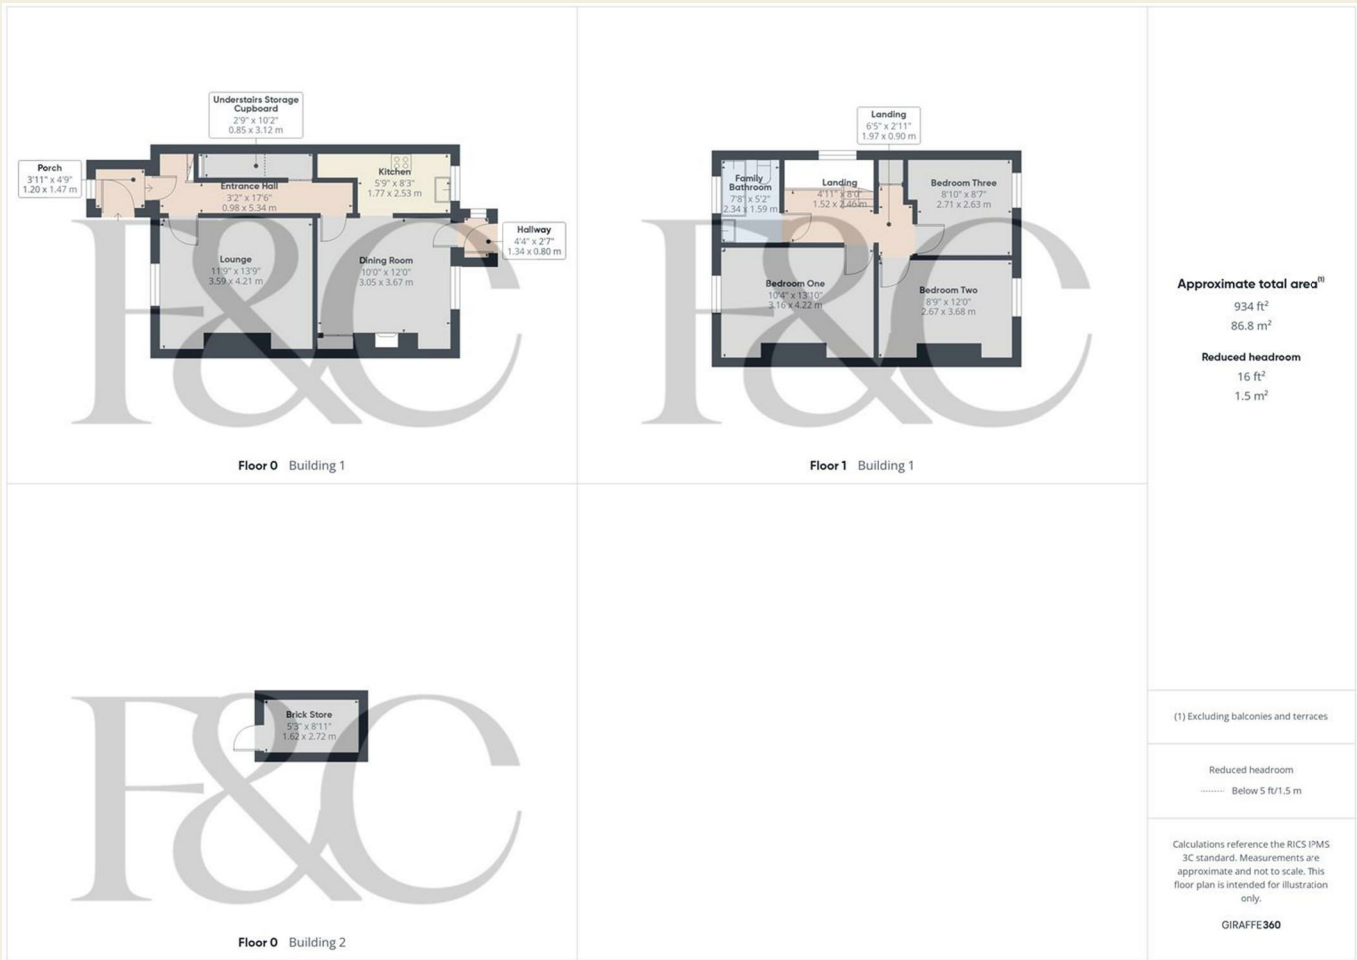 Understairs Storage
Cupboard
2'9" x 10'2"
0.85 x 3.12 m
Porch
3'11" x 4'9"
1.20 x 1.47 m
Entrance Hall
3'2" x 17'6"
0.98 x 5.34 m
Kitchen
5'9" x 8'3"
1.77 x 2.53 m
Hallway
4'4" x 2'7"
1.34 x 0.80 m
Lounge
11'9" x 13'9"
3.59 x 4.21 m
Dining Room
10'0" x 12'0"
3.05 x 3.67 m
F&C
Floor 0 Building 1
Landing
6'5" x 2'11"
1.97 x 0.90 m
Family
Bathroom
7'8" x 5'2"
2.34 x 1.59 m
Landing
4'11" x 8'0"
1.52 x 2.46 m
Bedroom Three
8'10" x 8'7"
2.71 x 2.63 m
Bedroom One
10'4" x 13'10"
3.16 x 4.22 m
Bedroom Two
8'9" x 12'0"
2.67 x 3.68 m
F&C
Floor 1 Building 1
Brick Store
5'3" x 8'11"
1.62 x 2.72 m
F&C
Floor 0 Building 2
Approximate total area(1)
934 ft²
86.8 m²
Reduced headroom
16 ft²
1.5 m²
(1) Excluding balconies and terraces
Reduced headroom
Below 5 ft/1.5 m
Calculations reference the RICS IPMS
3C standard. Measurements are
approximate and not to scale. This
floor plan is intended for illustration
only.
GIRAFFE360